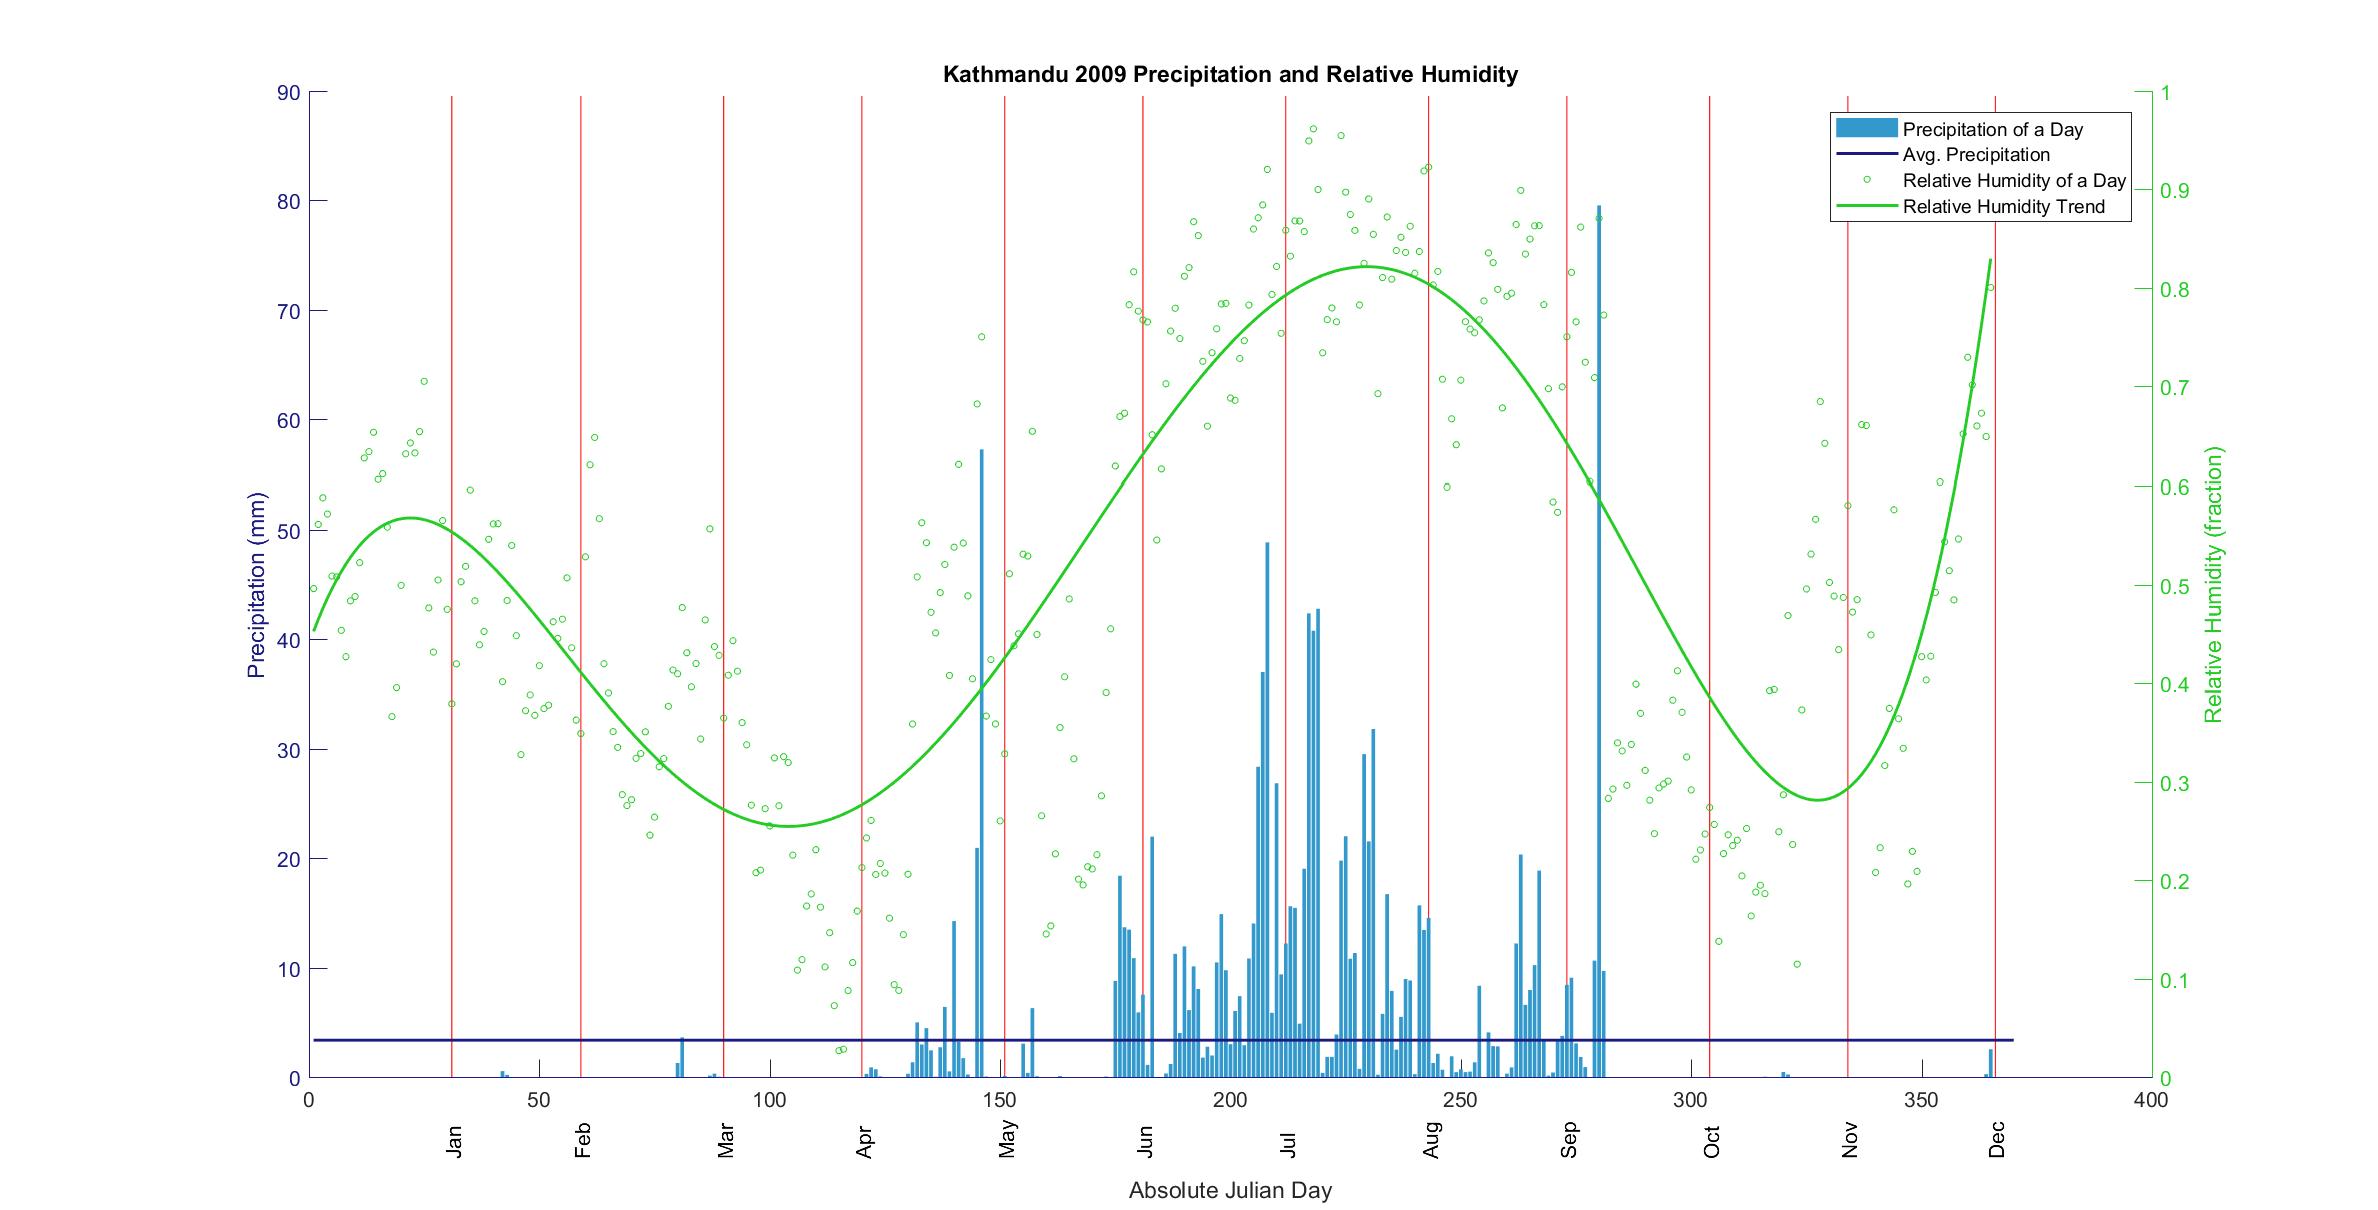 Kathmandu 2009 Precipitation and Relative Humidity
90
80
70
60
50
40
30
20
10
0
Precipitation (mm)
1
0.9
0.8
0.7
0.6
0.5
0.4
0.3
0.2
0.1
0
Relative Humidity (fraction)
Precipitation of a Day
Avg. Precipitation
Relative Humidity of a Day
Relative Humidity Trend
0 50 100 150 200 250 300 350 400
Jan Feb Mar Apr May Jun Jul Aug Sep Oct Nov Dec
Absolute Julian Day